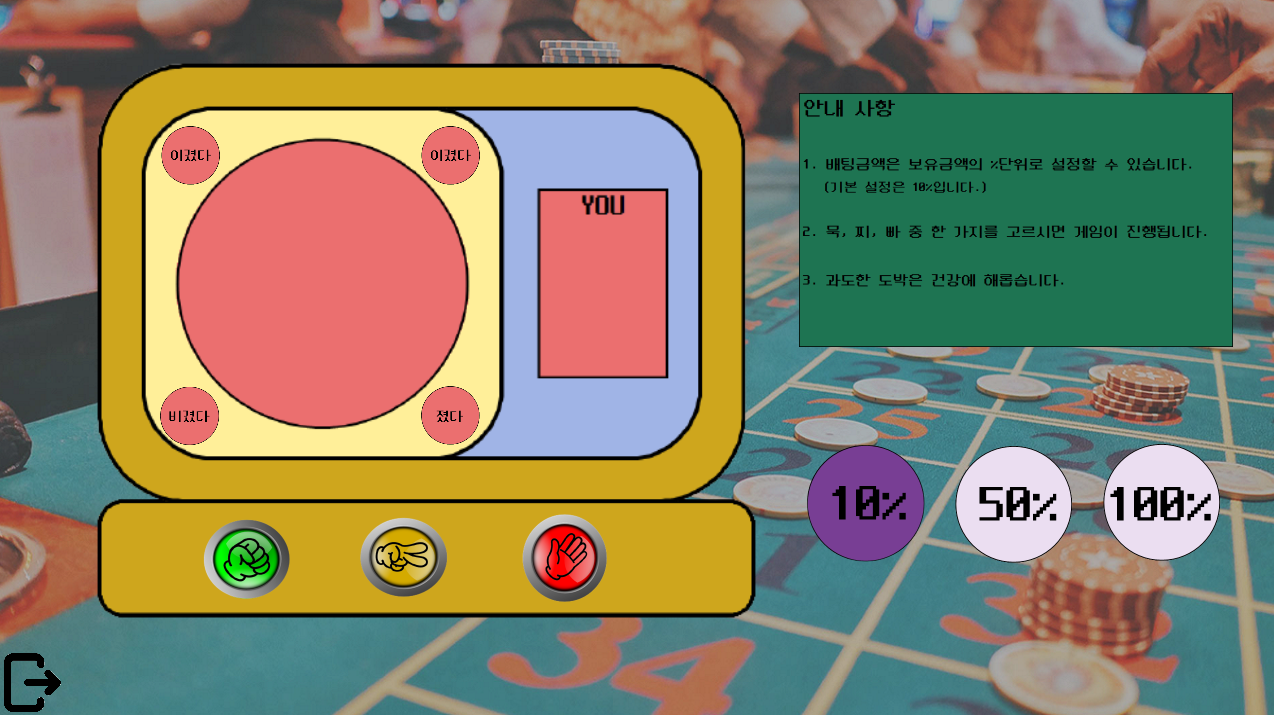 이겼다
이겼다
YOU
비겼다
졌다
안내 사항
1. 배팅금액은 보유금액의 %단위로 설정할 수 있습니다.
(기본 설정은 10%입니다.)
2. 묵, 찌, 빠 중 한 가지를 고르시면 게임이 진행됩니다.
3. 과도한 도박은 건강에 해롭습니다.
10%
50%
100%
25
34